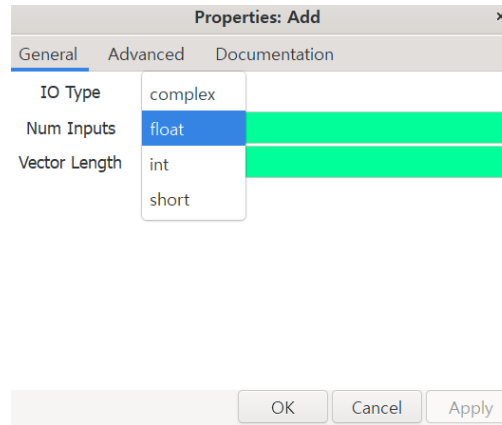 Properties: Add ×
General Advanced Documentation
IO Type complex
Num Inputs float
Vector Length int
short
OK Cancel Apply